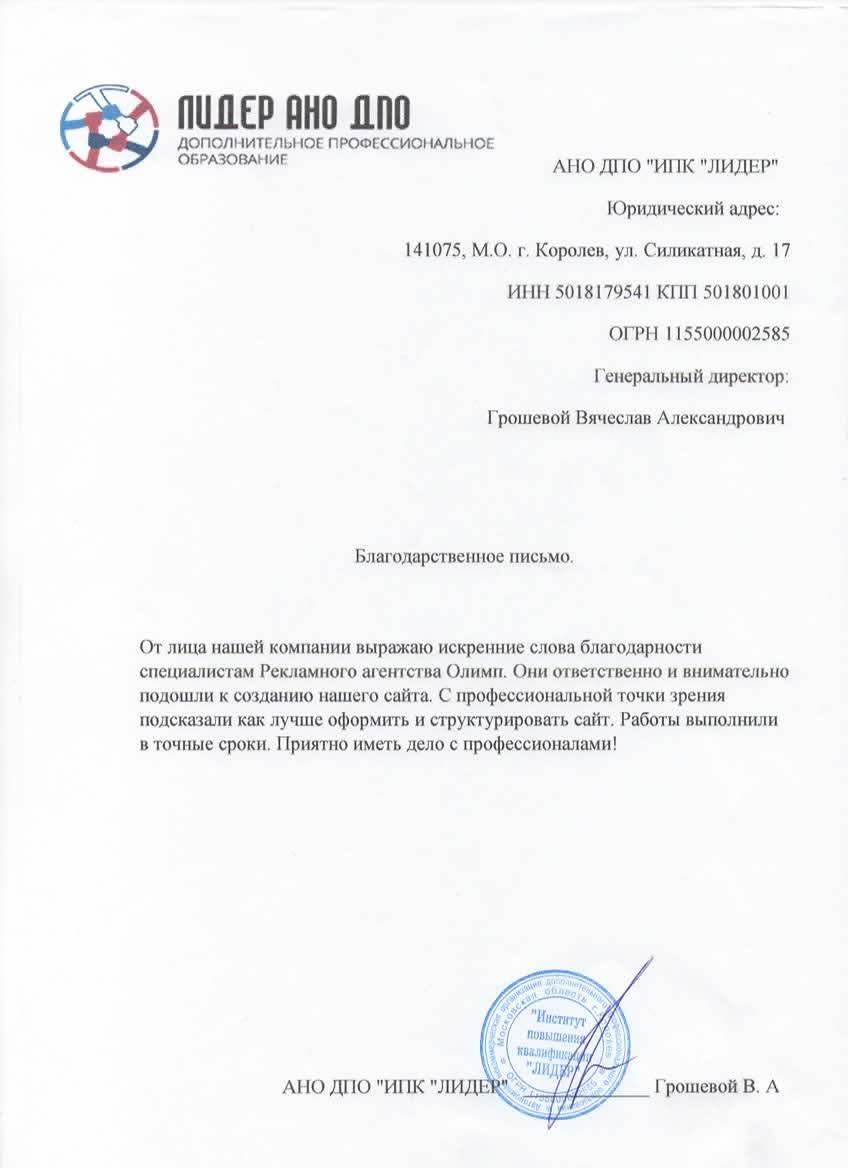 ЛИДЕР АНО ДПО
ДОПОЛНИТЕЛЬНОЕ ПРОФЕССИОНАЛЬНОЕ
ОБРАЗОВАНИЕ
АНО ДПО "ИПК "ЛИДЕР"
Юридический адрес:
141075, М.О. г. Королев, ул. Силикатная, д. 17
ИНН 5018179541 КПП 501801001
ОГРН 1155000002585
Генеральный директор:
Грошевой Вячеслав Александрович
Благодарственное письмо.
От лица нашей компании выражаю искренние слова благодарности
специалистам Рекламного агентства Олимп. Они ответственно и внимательно
подошли к созданию нашего сайта. С профессиональной точки зрения
подсказали как лучше оформить и структурировать сайт. Работы выполнили
в точные сроки. Приятно иметь дело с профессионалами!
Московская область г.
"Институт
повышения
квалификации
"ЛИДЕР"
АНО ДПО "ИПК "ЛИДЕР" ____________ Грошевой В. А